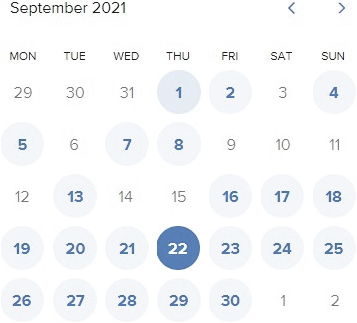 September 2021
MON TUE WED THU FRI SAT SUN
29 30 31 1 2 3 4
5 6 7 8 9 10 11
12 13 14 15 16 17 18
19 20 21 22 23 24 25
26 27 28 29 30 1 2